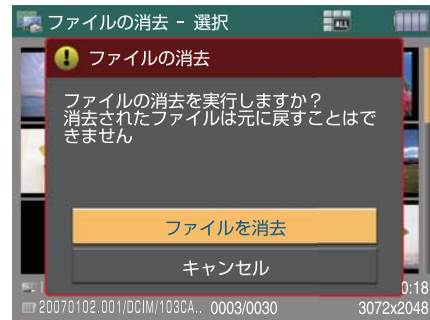 ファイルの消去 - 選択
ALL
ファイルの消去
ファイルの消去を実行しますか？
消去されたファイルは元に戻すことはで
きません
ファイルを消去
キャンセル
0:18
20070102.001/DCIM/103CA.. 0003/0030
3072x2048